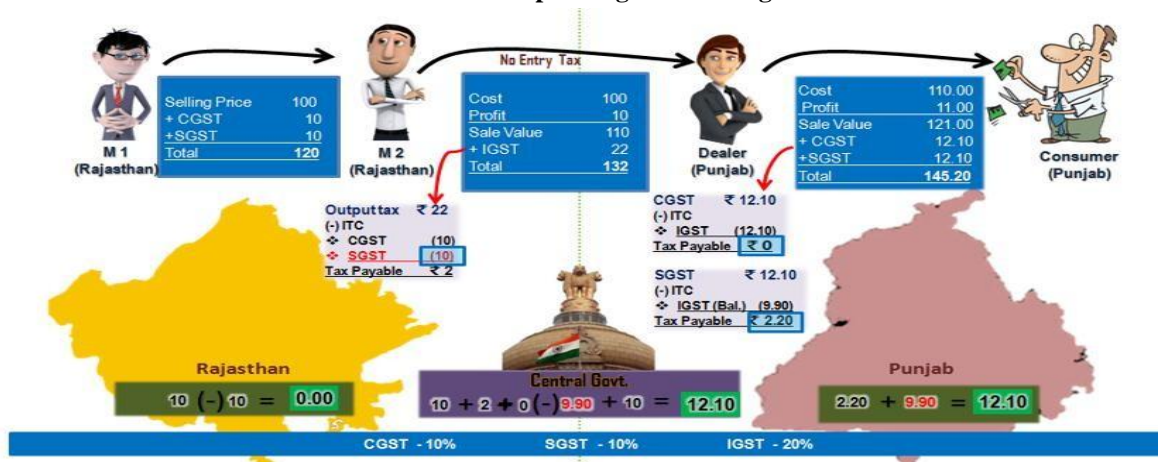 No Entry Tax
Selling Price 100
+ CGST 10
+SGST 10
Total 120
M 1
(Rajasthan)
M 2
(Rajasthan)
Cost 100
Profit 10
Sale Value 110
+ IGST 22
Total 132
Dealer
(Punjab)
Cost 110.00
Profit 11.00
Sale Value 121.00
+ CGST 12.10
+SGST 12.10
Total 145.20
Consumer
(Punjab)
Output tax ₹ 22
(-) ITC
❖ CGST (10)
❖ SGST (10)
Tax Payable ₹ 2
CGST ₹ 12.10
(-) ITC
❖ IGST (12.10)
Tax Payable ₹ 0
SGST ₹ 12.10
(-) ITC
❖ IGST (Bal.) (9.90)
Tax Payable ₹ 2.20
Rajasthan
10 (-) 10 = 0.00
Central Govt.
10 + 2 + 0 (-) 9.90 + 10 = 12.10
Punjab
2.20 + 9.90 = 12.10
CGST - 10% SGST - 10% IGST - 20%